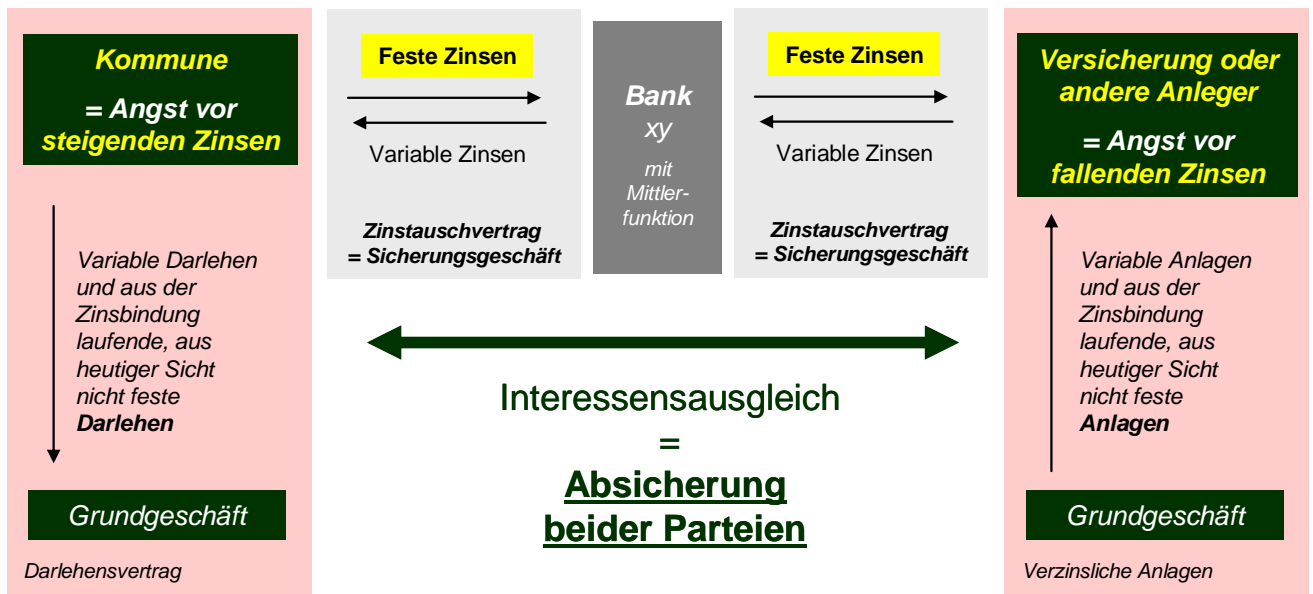 Kommune
= Angst vor
steigenden Zinsen
Variable Darlehen
und aus der
Zinsbindung
laufende, aus
heutiger Sicht
nicht feste
Darlehen
Grundgeschäft
Darlehensvertrag
Feste Zinsen
Variable Zinsen
Zinstauschvertrag
= Sicherungsgeschäft
Bank
xy
mit
Mittler-
funktion
Feste Zinsen
Variable Zinsen
Zinstauschvertrag
= Sicherungsgeschäft
Interessensausgleich
=
Absicherung
beider Parteien
Versicherung oder
andere Anleger
= Angst vor
fallenden Zinsen
Variable Anlagen
und aus der
Zinsbindung
laufende, aus
heutiger Sicht
nicht feste
Anlagen
Grundgeschäft
Verzinsliche Anlagen